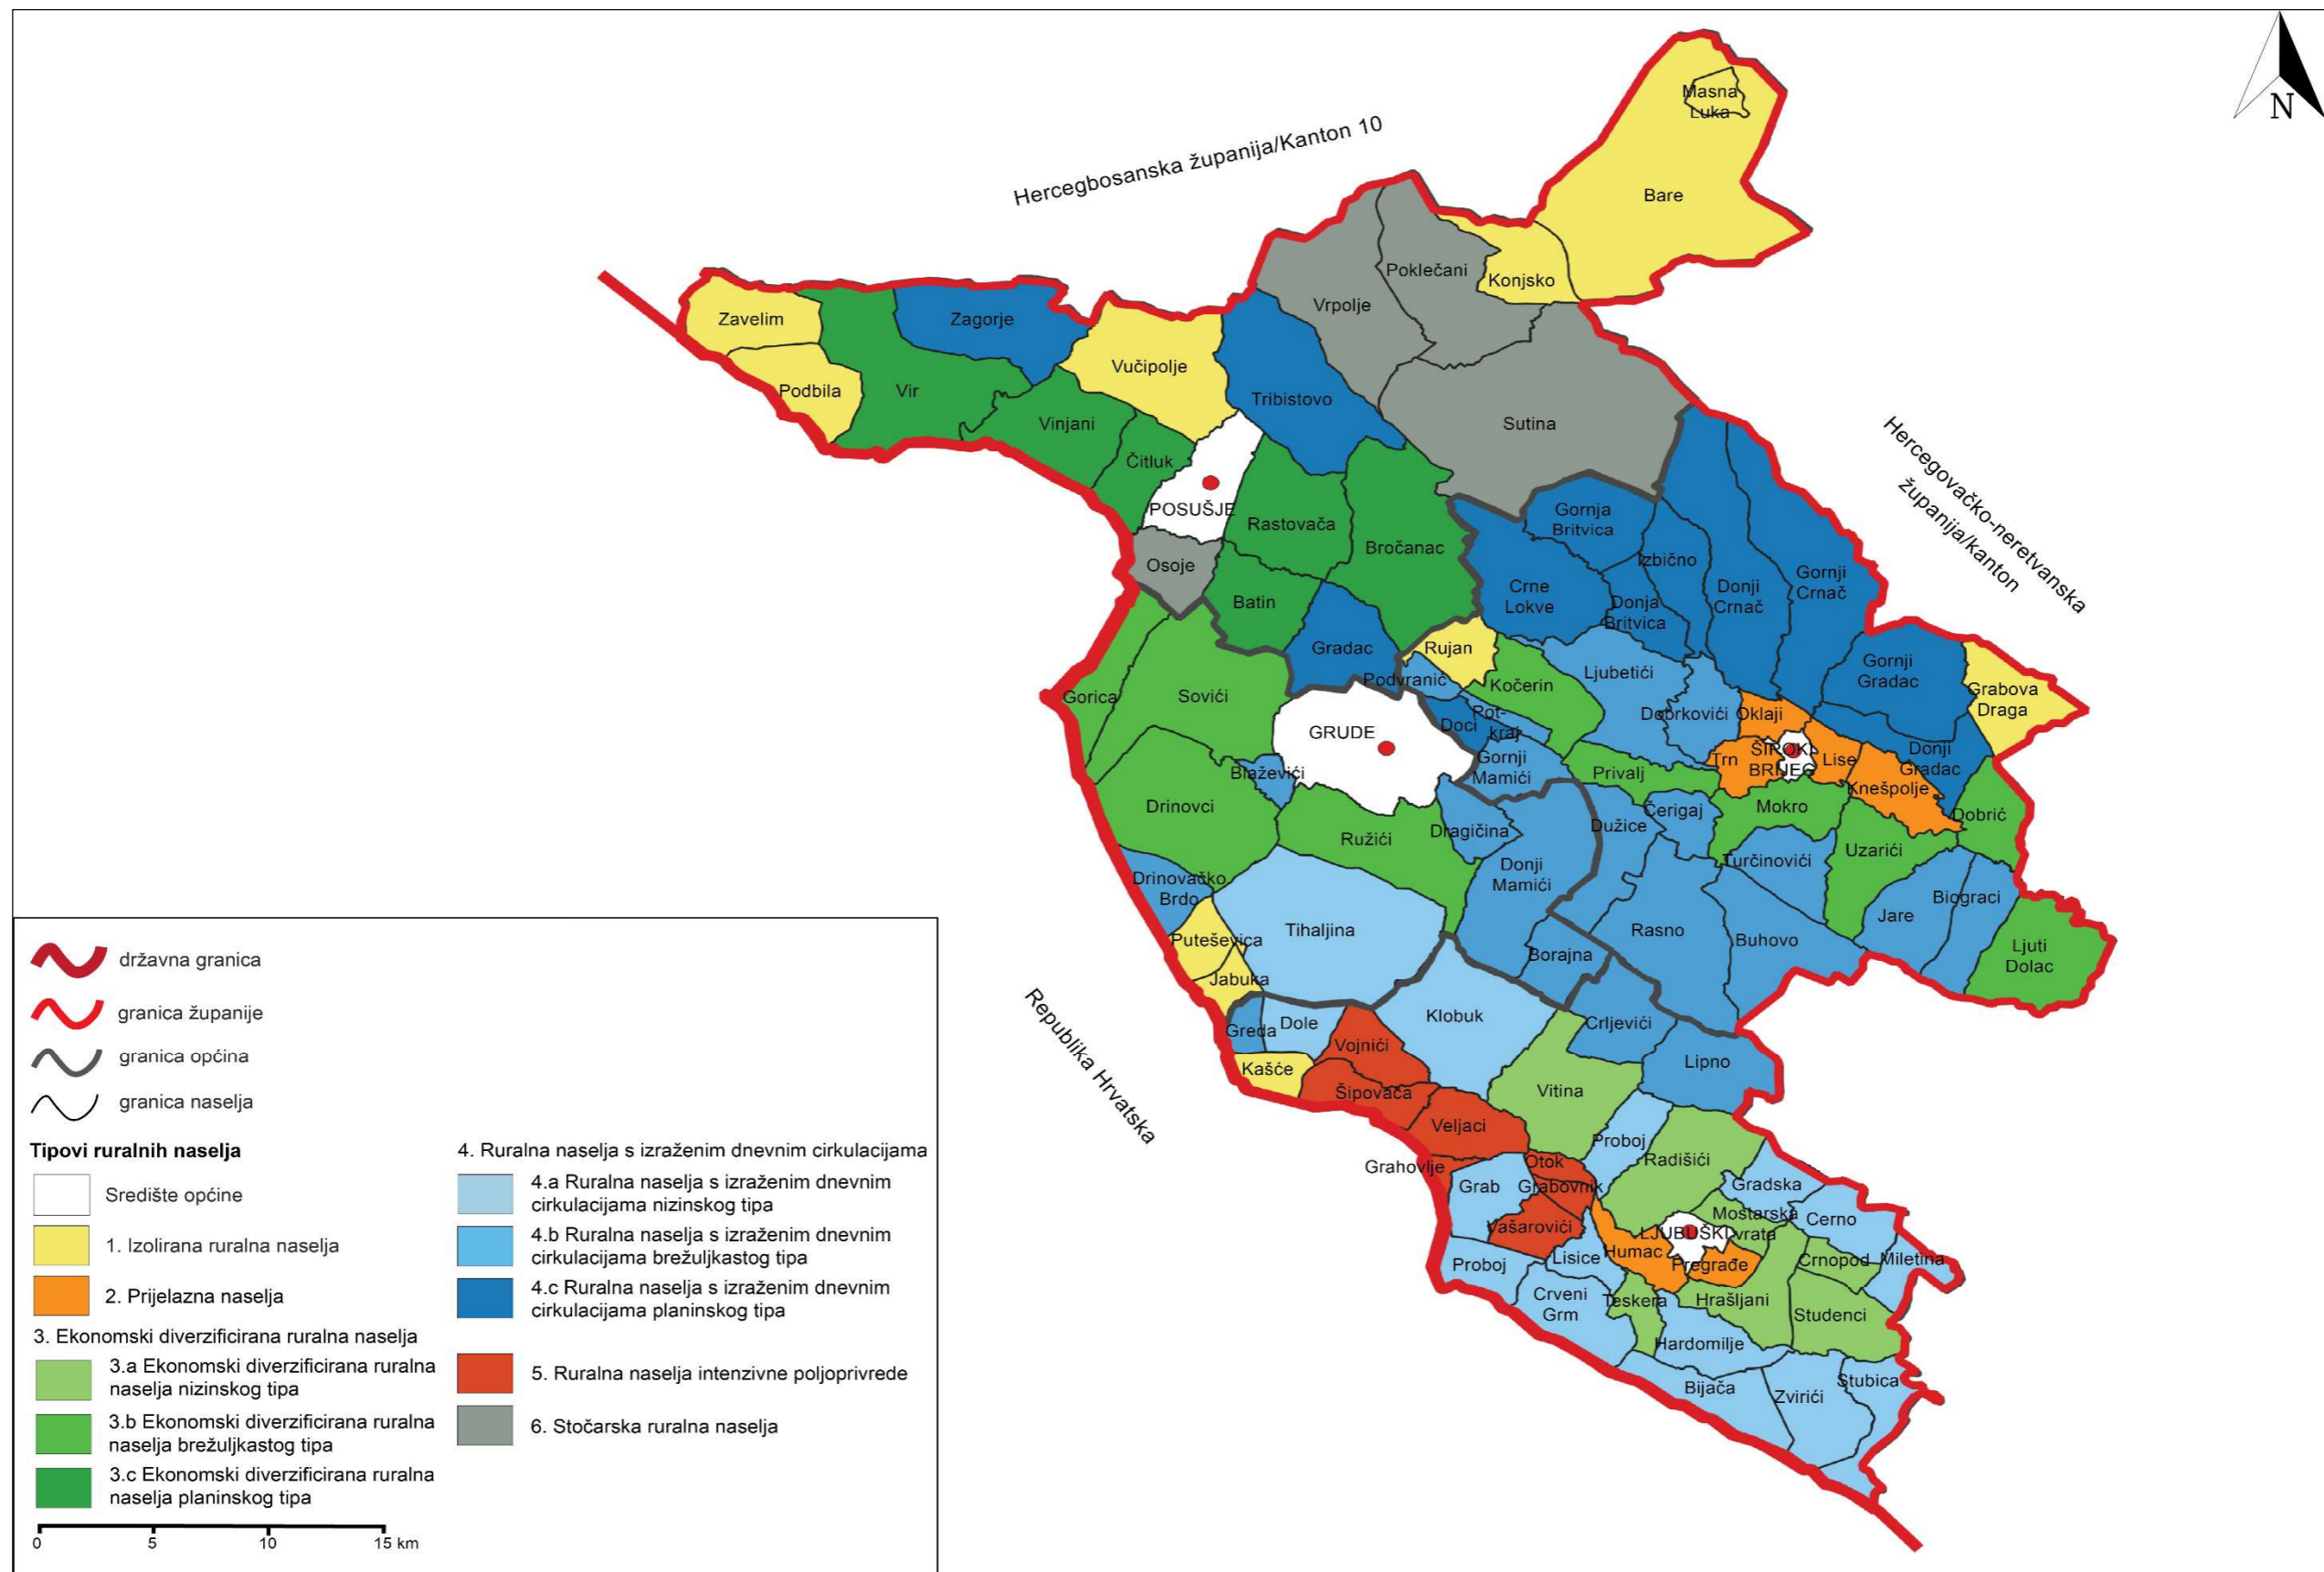 N
Hercegbosanska županija/Kanton 10
Masna
Luka
Bare
Poklečani
Konjsko
Vrpolje
Zavelim
Zagorje
Vučipolje
Podbila
Vir
Tribistovo
Vinjani
Sutina
Čitluk
Hercegovačko-neretvanska
županija/kanton
POSUŠJE
Rastovača
Gornja
Britvica
Bročanac
Osoje
Izbično
Gornji
Crnač
Crne
Lokve
Donji
Crnač
Batin
Donja
Britvica
Gradac
Rujan
Ljubetići
Gornji
Gradac
Podvranić
Kočerin
Grabova
Draga
Gorica
Sovići
Dobrkovići
Oklaji
Pot-
kraj
Doci
GRUDE
ŠIROKI
BRIJEG
Trn
Lise
Donji
Gradac
Gornji
Mamići
Blaževići
Privalj
Knešpolje
Drinovci
Mokro
Čerigaj
Dobrić
Dužice
Dragičina
Ružići
Uzarići
Turčinovići
Donji
Mamići
Drinovačko
Brdo
Biograci
Jare
Tihaljina
Rasno
Buhovo
Puteševica
Borajna
Ljuti
Dolac
Jabuka
Klobuk
Crljevići
Greda
Dole
Vojnići
Republika Hrvatska
Lipno
Kašće
Šipovača
Vitina
Veljaci
Proboj
Grahovlje
Otok
Radišići
Grab
Grabovnik
Gradska
Mostarska
vrata
Cerno
Vašarovići
LJUBUŠKI
Humac
Proboj
Lisice
Pregrađe
Crnopod
Miletina
Crveni
Grm
Teskera
Hrašljani
Studenci
Hardomilje
Bijača
Zvirići
Stubica
državna granica
granica županije
granica općina
granica naselja
Tipovi ruralnih naselja
Središte općine
1. Izolirana ruralna naselja
2. Prijelazna naselja
3. Ekonomski diverzificirana ruralna naselja
3.a Ekonomski diverzificirana ruralna
naselja nizinskog tipa
3.b Ekonomski diverzificirana ruralna
naselja brežuljkastog tipa
3.c Ekonomski diverzificirana ruralna
naselja planinskog tipa
4. Ruralna naselja s izraženim dnevnim cirkulacijama
4.a Ruralna naselja s izraženim dnevnim
cirkulacijama nizinskog tipa
4.b Ruralna naselja s izraženim dnevnim
cirkulacijama brežuljkastog tipa
4.c Ruralna naselja s izraženim dnevnim
cirkulacijama planinskog tipa
5. Ruralna naselja intenzivne poljoprivrede
6. Stočarska ruralna naselja
0 5 10 15 km